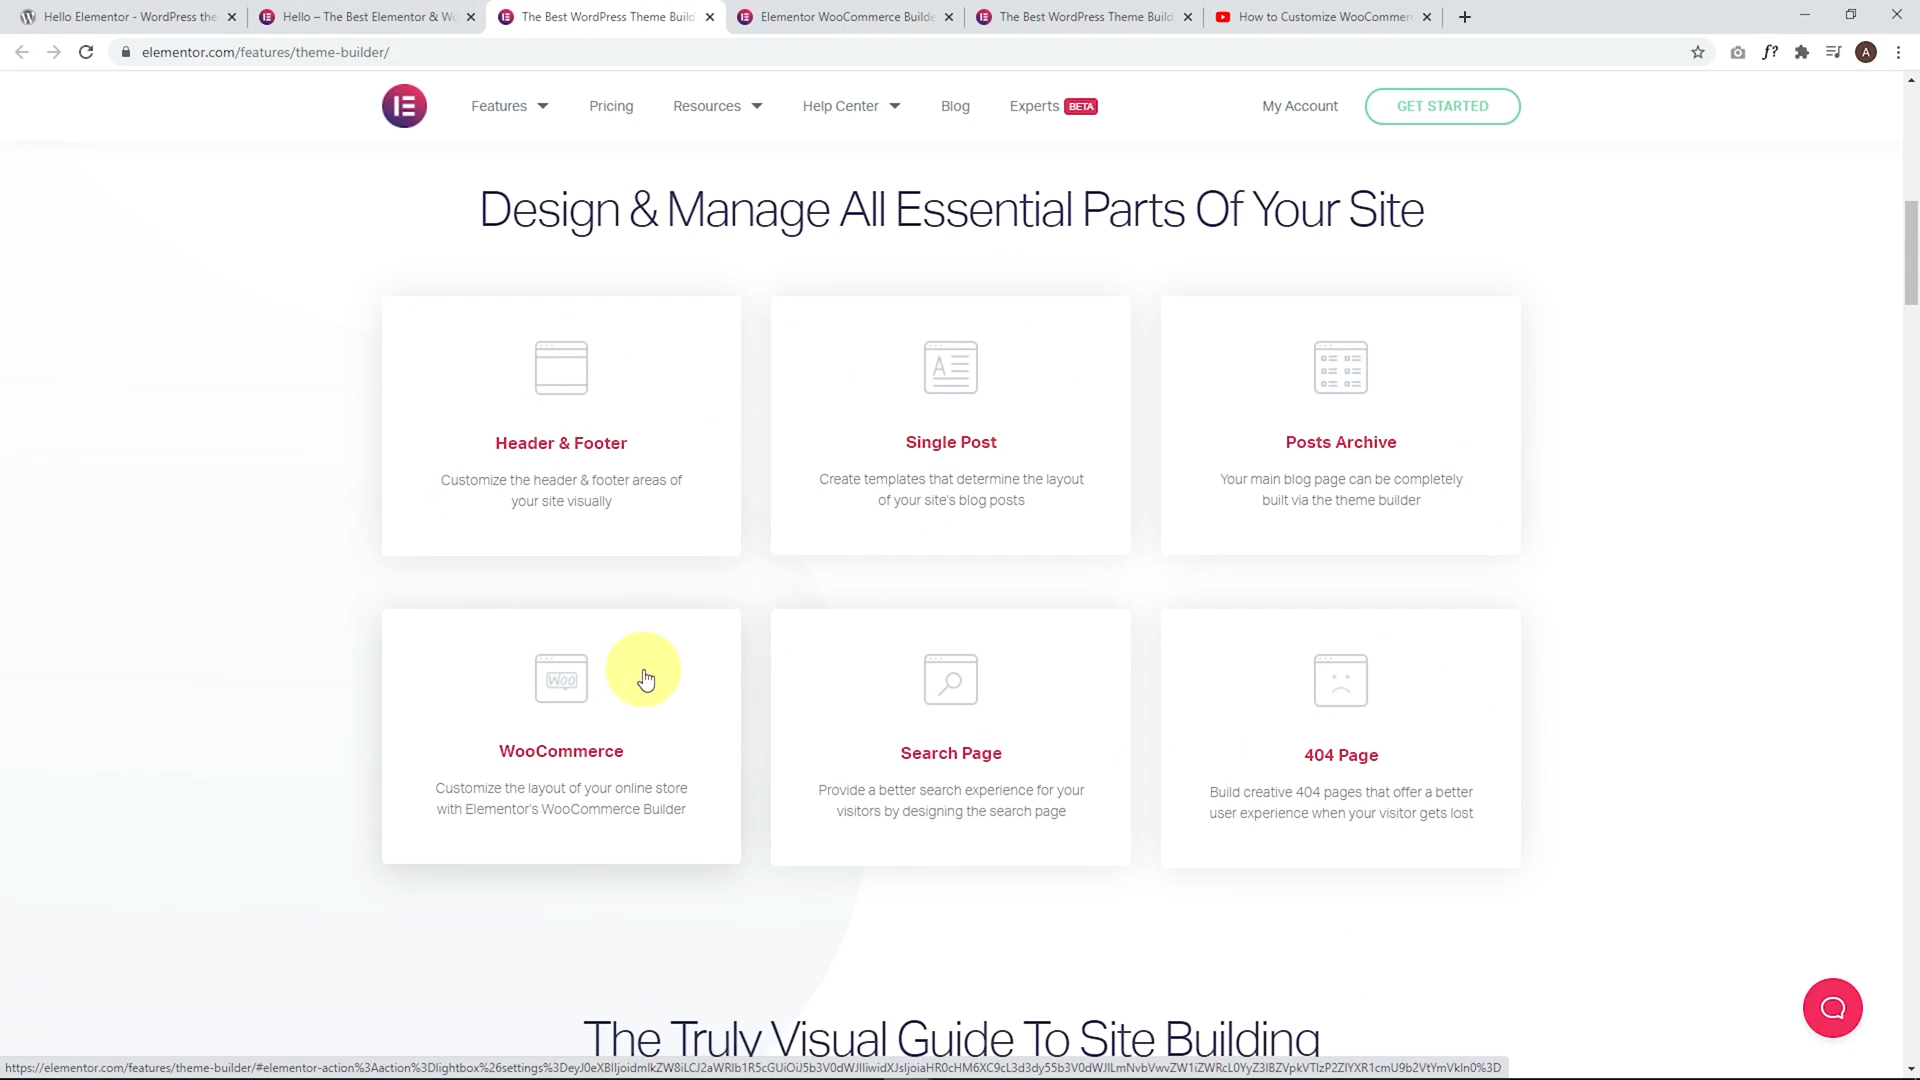 Hello Elementor - WordPress the
Hello – The Best Elementor & Wo
The Best WordPress Theme Build
Elementor WooCommerce Builde
The Best WordPress Theme Build
How to Customize WooCommerc
elementor.com/features/theme-builder/
f?
A
Features
Pricing
Resources
Help Center
Blog
Experts BETA
My Account
GET STARTED
Design & Manage All Essential Parts Of Your Site
Header & Footer
Customize the header & footer areas of
your site visually
A
Single Post
Create templates that determine the layout
of your site's blog posts
Posts Archive
Your main blog page can be completely
built via the theme builder
WOO
WooCommerce
Customize the layout of your online store
with Elementor's WooCommerce Builder
Search Page
Provide a better search experience for your
visitors by designing the search page
404 Page
Build creative 404 pages that offer a better
user experience when your visitor gets lost
The Truly Visual Guide To Site Building